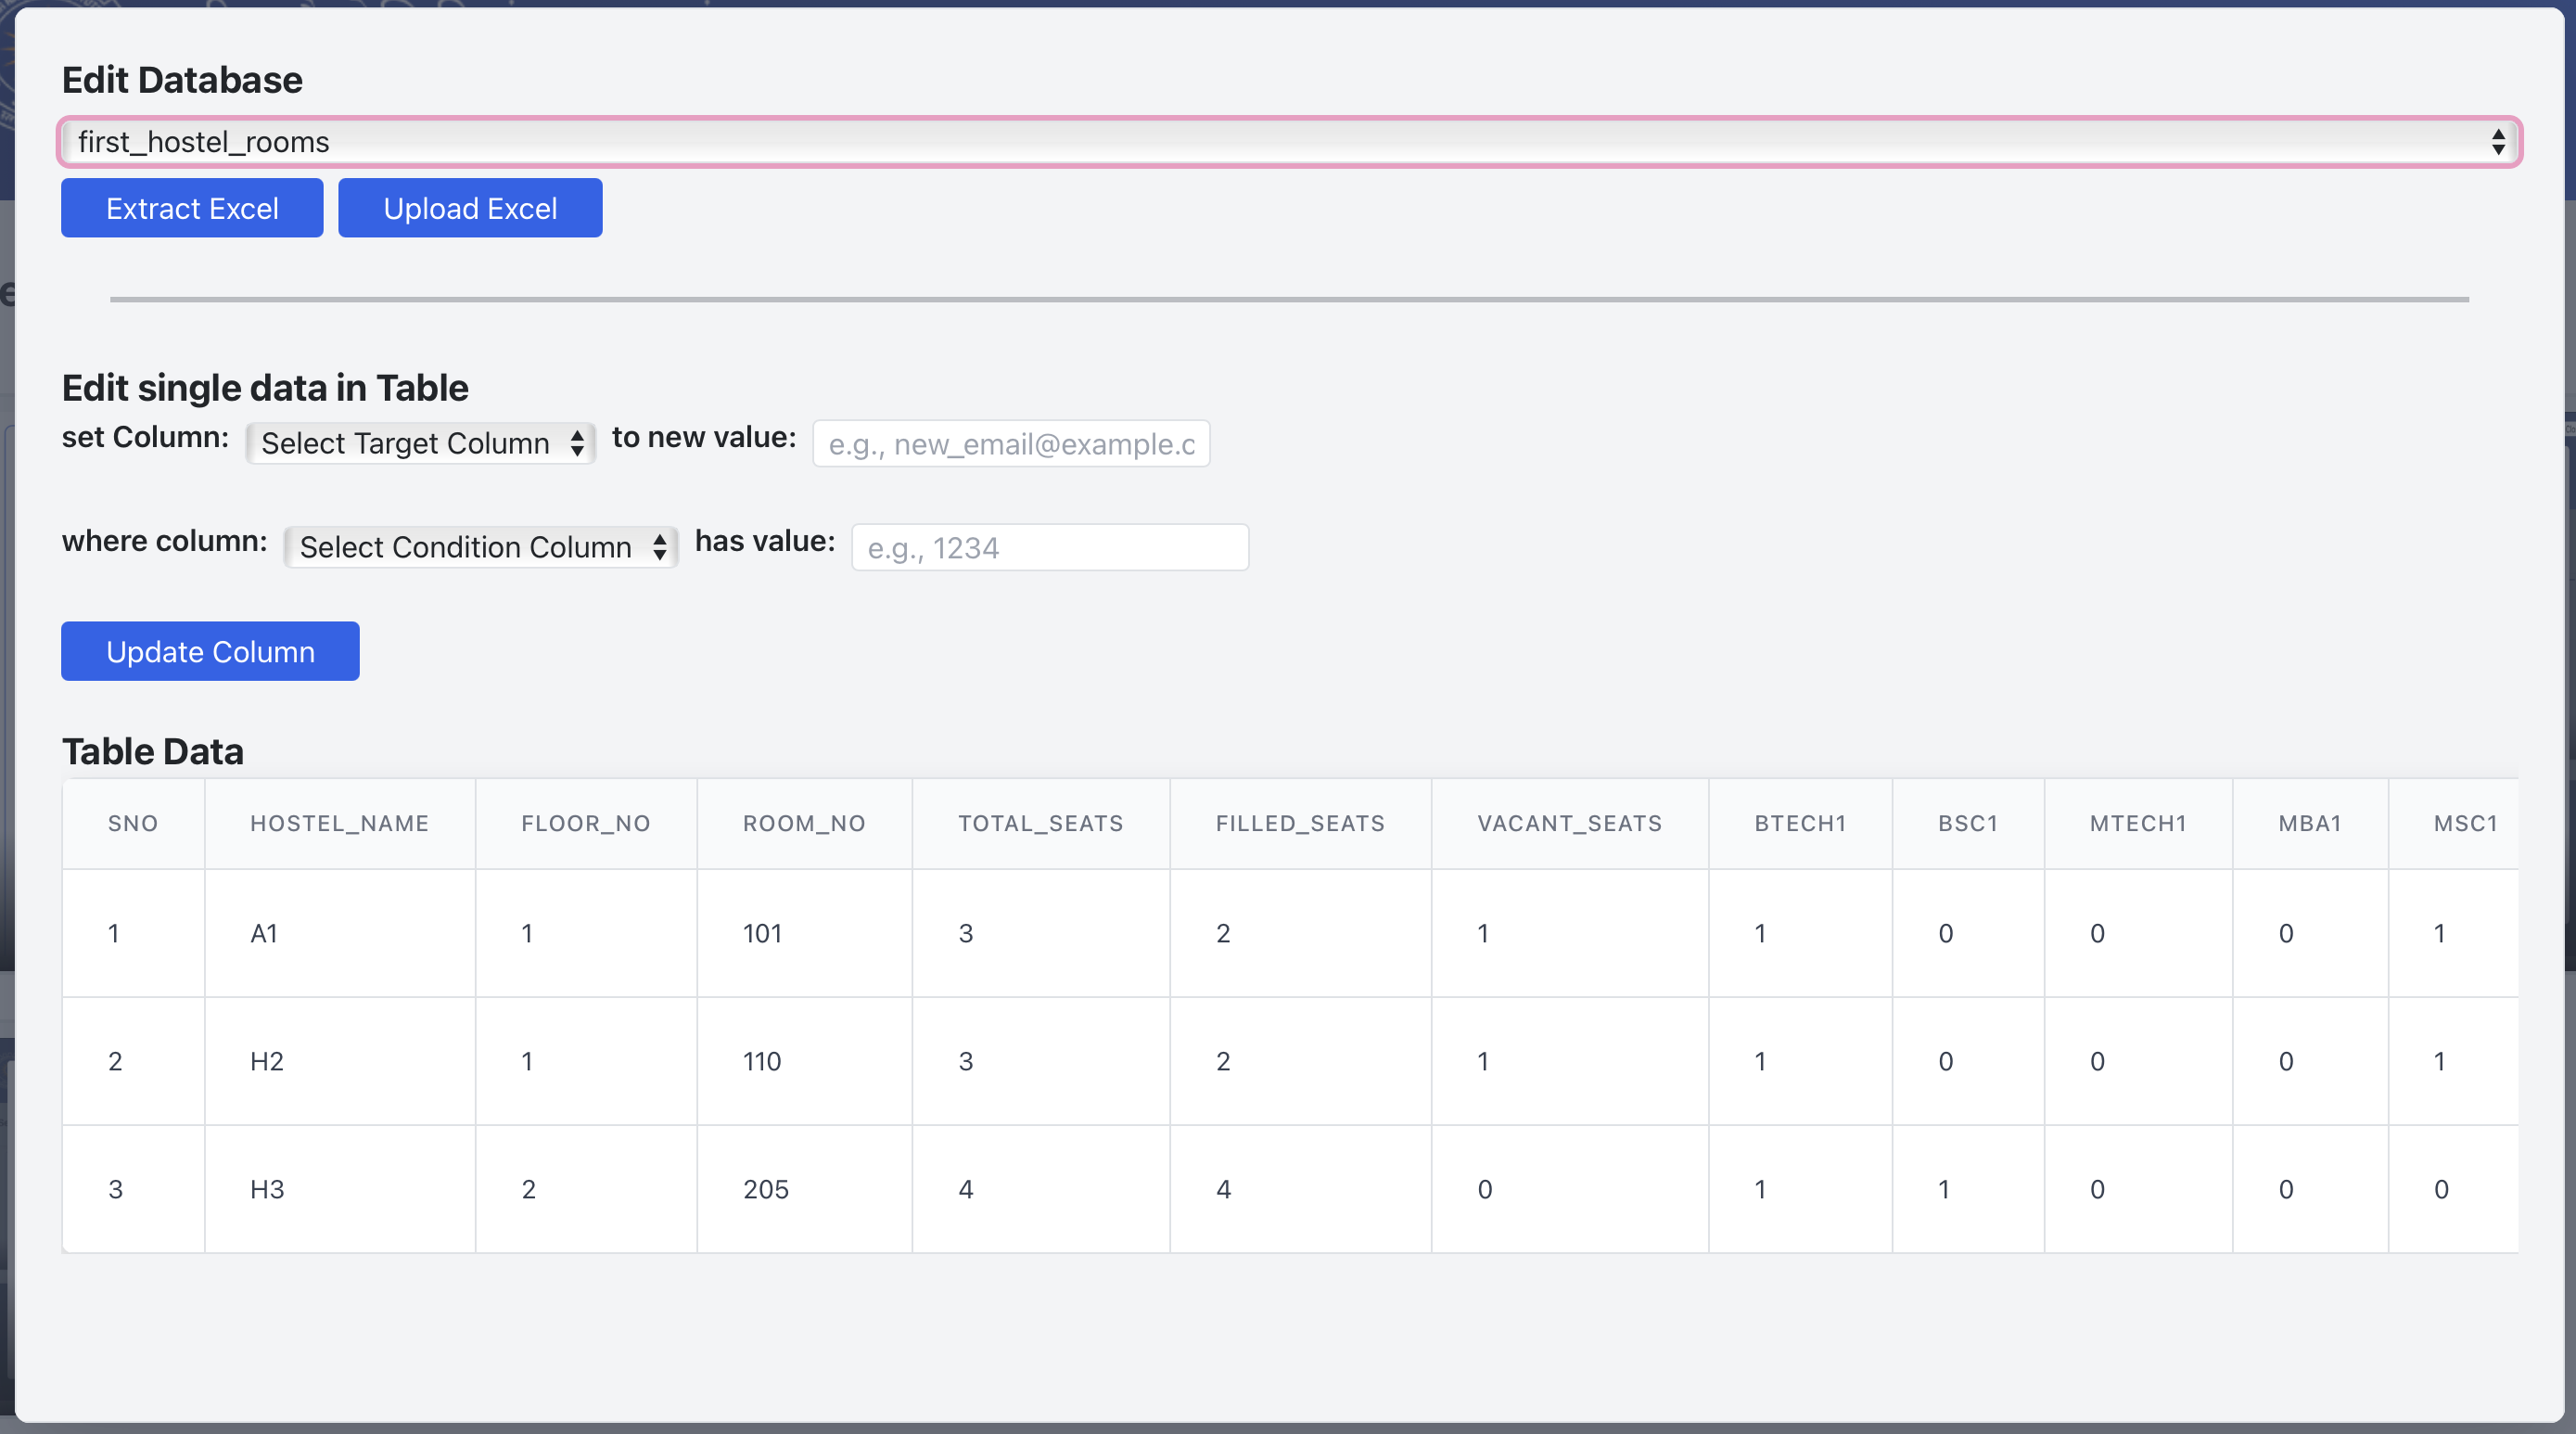 Edit Database
first_hostel_rooms
Extract Excel Upload Excel
Edit single data in Table
set Column: Select Target Column to new value: e.g., new_email@example.c
where column: Select Condition Column has value: e.g., 1234
Update Column
Table Data
SNO HOSTEL_NAME FLOOR_NO ROOM_NO TOTAL_SEATS FILLED_SEATS VACANT_SEATS BTECH1 BSC1 MTECH1 MBA1 MSC1
1 A1 1 101 3 2 1 1 0 0 0 1
2 H2 1 110 3 2 1 1 0 0 0 1
3 H3 2 205 4 4 0 1 1 0 0 0